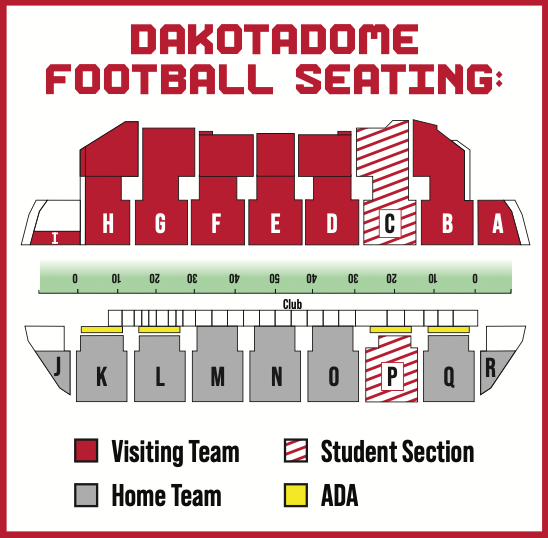 DAKOTADOME
FOOTBALL SEATING:
H G F E D C B A
I
0 10 20 30 40 50 40 30 20 10 0
Club
J K L M N O P Q R
Visiting Team
Student Section
Home Team
ADA